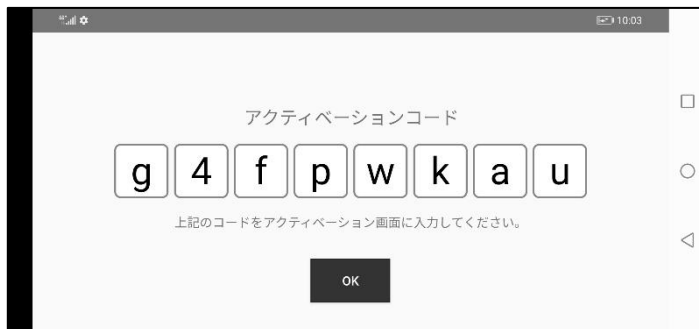 10:03
アクティベーションコード
g 4 f p w k a u
上記のコードをアクティベーション画面に入力してください。
OK